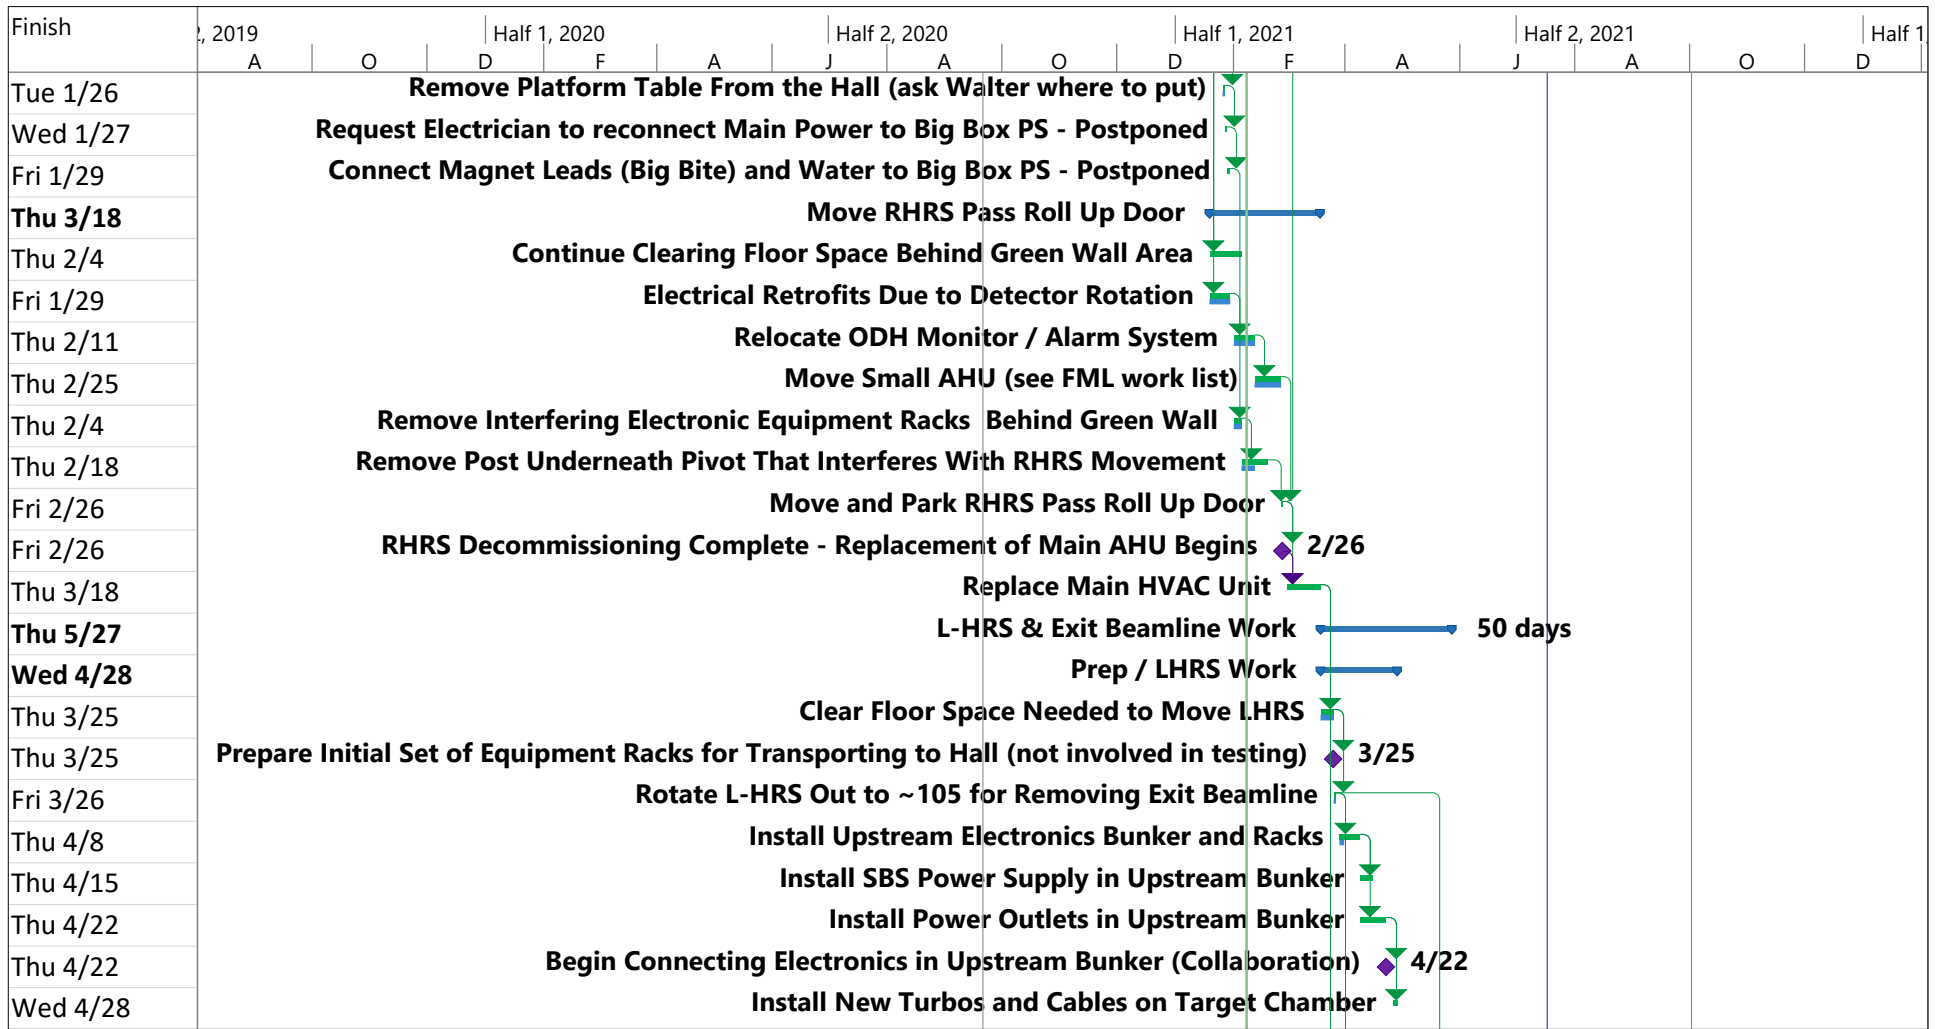 Finish
2, 2019 Half 1, 2020 Half 2, 2020 Half 1, 2021 Half 2, 2021 Half 1
A O D F A J A O D F A J A O D
Tue 1/26 Remove Platform Table From the Hall (ask Walter where to put)
Wed 1/27 Request Electrician to reconnect Main Power to Big Box PS - Postponed
Fri 1/29 Connect Magnet Leads (Big Bite) and Water to Big Box PS - Postponed
Thu 3/18 Move RHRS Pass Roll Up Door
Thu 2/4 Continue Clearing Floor Space Behind Green Wall Area
Fri 1/29 Electrical Retrofits Due to Detector Rotation
Thu 2/11 Relocate ODH Monitor / Alarm System
Thu 2/25 Move Small AHU (see FML work list)
Thu 2/4 Remove Interfering Electronic Equipment Racks Behind Green Wall
Thu 2/18 Remove Post Underneath Pivot That Interferes With RHRS Movement
Fri 2/26 Move and Park RHRS Pass Roll Up Door
Fri 2/26 RHRS Decommissioning Complete - Replacement of Main AHU Begins 2/26
Thu 3/18 Replace Main HVAC Unit
Thu 5/27 L-HRS & Exit Beamline Work 50 days
Wed 4/28 Prep / LHRS Work
Thu 3/25 Clear Floor Space Needed to Move LHRS
Thu 3/25 Prepare Initial Set of Equipment Racks for Transporting to Hall (not involved in testing) 3/25
Fri 3/26 Rotate L-HRS Out to ~105 for Removing Exit Beamline
Thu 4/8 Install Upstream Electronics Bunker and Racks
Thu 4/15 Install SBS Power Supply in Upstream Bunker
Thu 4/22 Install Power Outlets in Upstream Bunker
Thu 4/22 Begin Connecting Electronics in Upstream Bunker (Collaboration) 4/22
Wed 4/28 Install New Turbos and Cables on Target Chamber